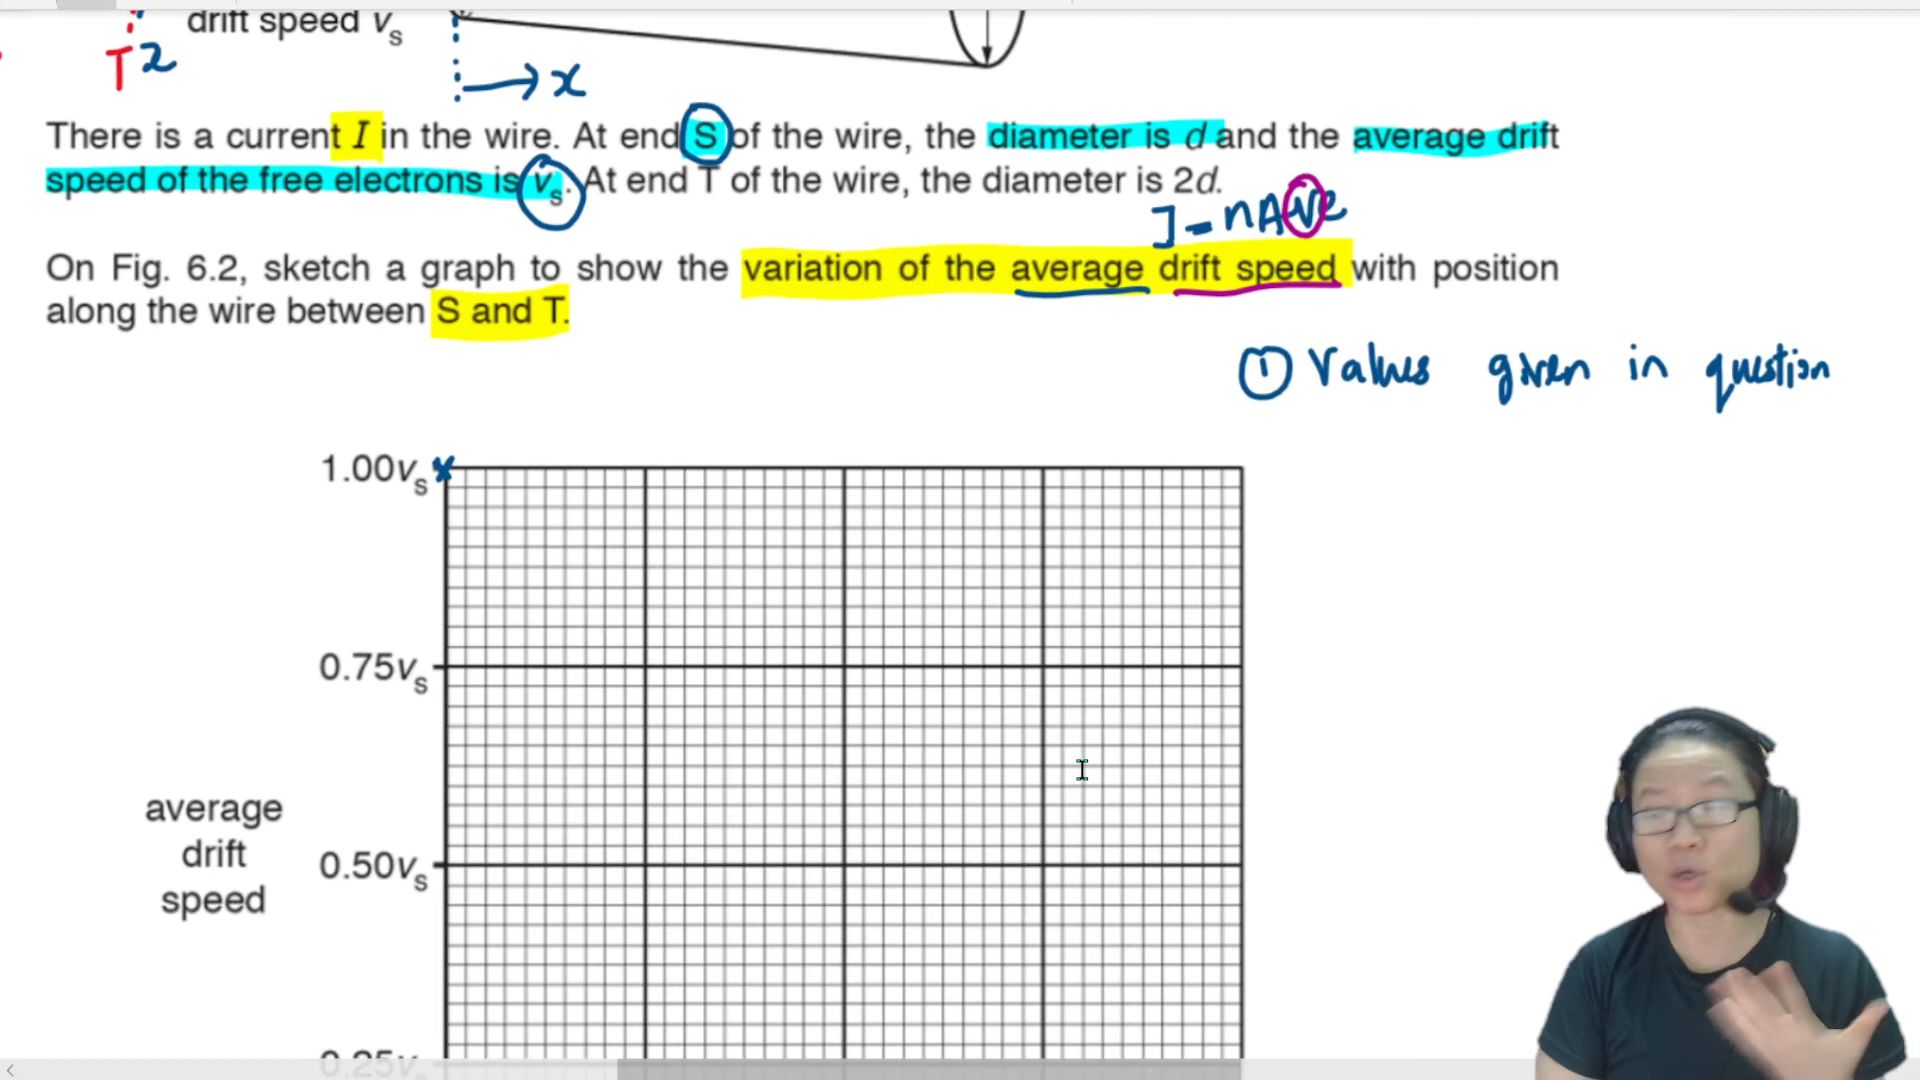 drift speed vs
T 2
x
There is a current I in the wire. At end S of the wire, the diameter is d and the average drift
speed of the free electrons is vs. At end T of the wire, the diameter is 2d.
I = nAve
On Fig. 6.2, sketch a graph to show the variation of the average drift speed with position
along the wire between S and T.
① Values given in question
1.00vs
0.75vs
average
drift
speed
0.50vs
0.25vs